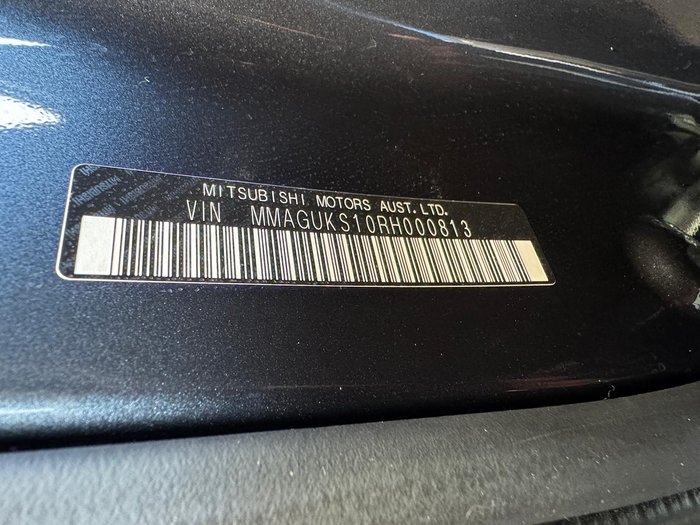 MITSUBISHI MOTORS AUST. LTD.
VIN MMAGUKS10RH000813